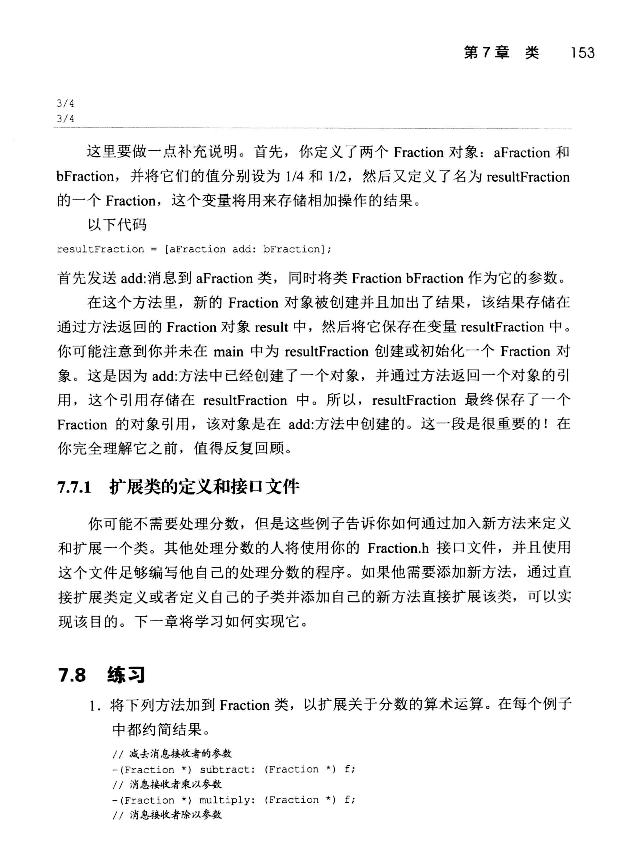 第 7 章 类 153
3/4
3/4
这里要做一点补充说明。首先，你定义了两个 Fraction 对象：aFraction 和
bFraction，并将它们的值分别设为 1/4 和 1/2，然后又定义了名为 resultFraction
的一个 Fraction，这个变量将用来存储相加操作的结果。
以下代码
resultFraction = [aFraction add: bFraction];
首先发送 add:消息到 aFraction 类，同时将类 Fraction bFraction 作为它的参数。
在这个方法里，新的 Fraction 对象被创建并且加出了结果，该结果存储在
通过方法返回的 Fraction 对象 result 中，然后将它保存在变量 resultFraction 中。
你可能注意到你并未在 main 中为 resultFraction 创建或初始化一个 Fraction 对
象。这是因为 add:方法中已经创建了一个对象，并通过方法返回一个对象的引
用，这个引用存储在 resultFraction 中。所以，resultFraction 最终保存了一个
Fraction 的对象引用，该对象是在 add:方法中创建的。这一段是很重要的！在
你完全理解它之前，值得反复回顾。
7.7.1 扩展类的定义和接口文件
你可能不需要处理分数，但是这些例子告诉你如何通过加入新方法来定义
和扩展一个类。其他处理分数的人将使用你的 Fraction.h 接口文件，并且使用
这个文件足够编写他自己的处理分数的程序。如果他需要添加新方法，通过直
接扩展类定义或者定义自己的子类并添加自己的新方法直接扩展该类，可以实
现该目的。下一章将学习如何实现它。
7.8 练习
1. 将下列方法加到 Fraction 类，以扩展关于分数的算术运算。在每个例子
中都约简结果。
// 减去消息接收者的参数
-(Fraction *) subtract: (Fraction *) f;
// 消息接收者乘以参数
-(Fraction *) multiply: (Fraction *) f;
// 消息接收者除以参数